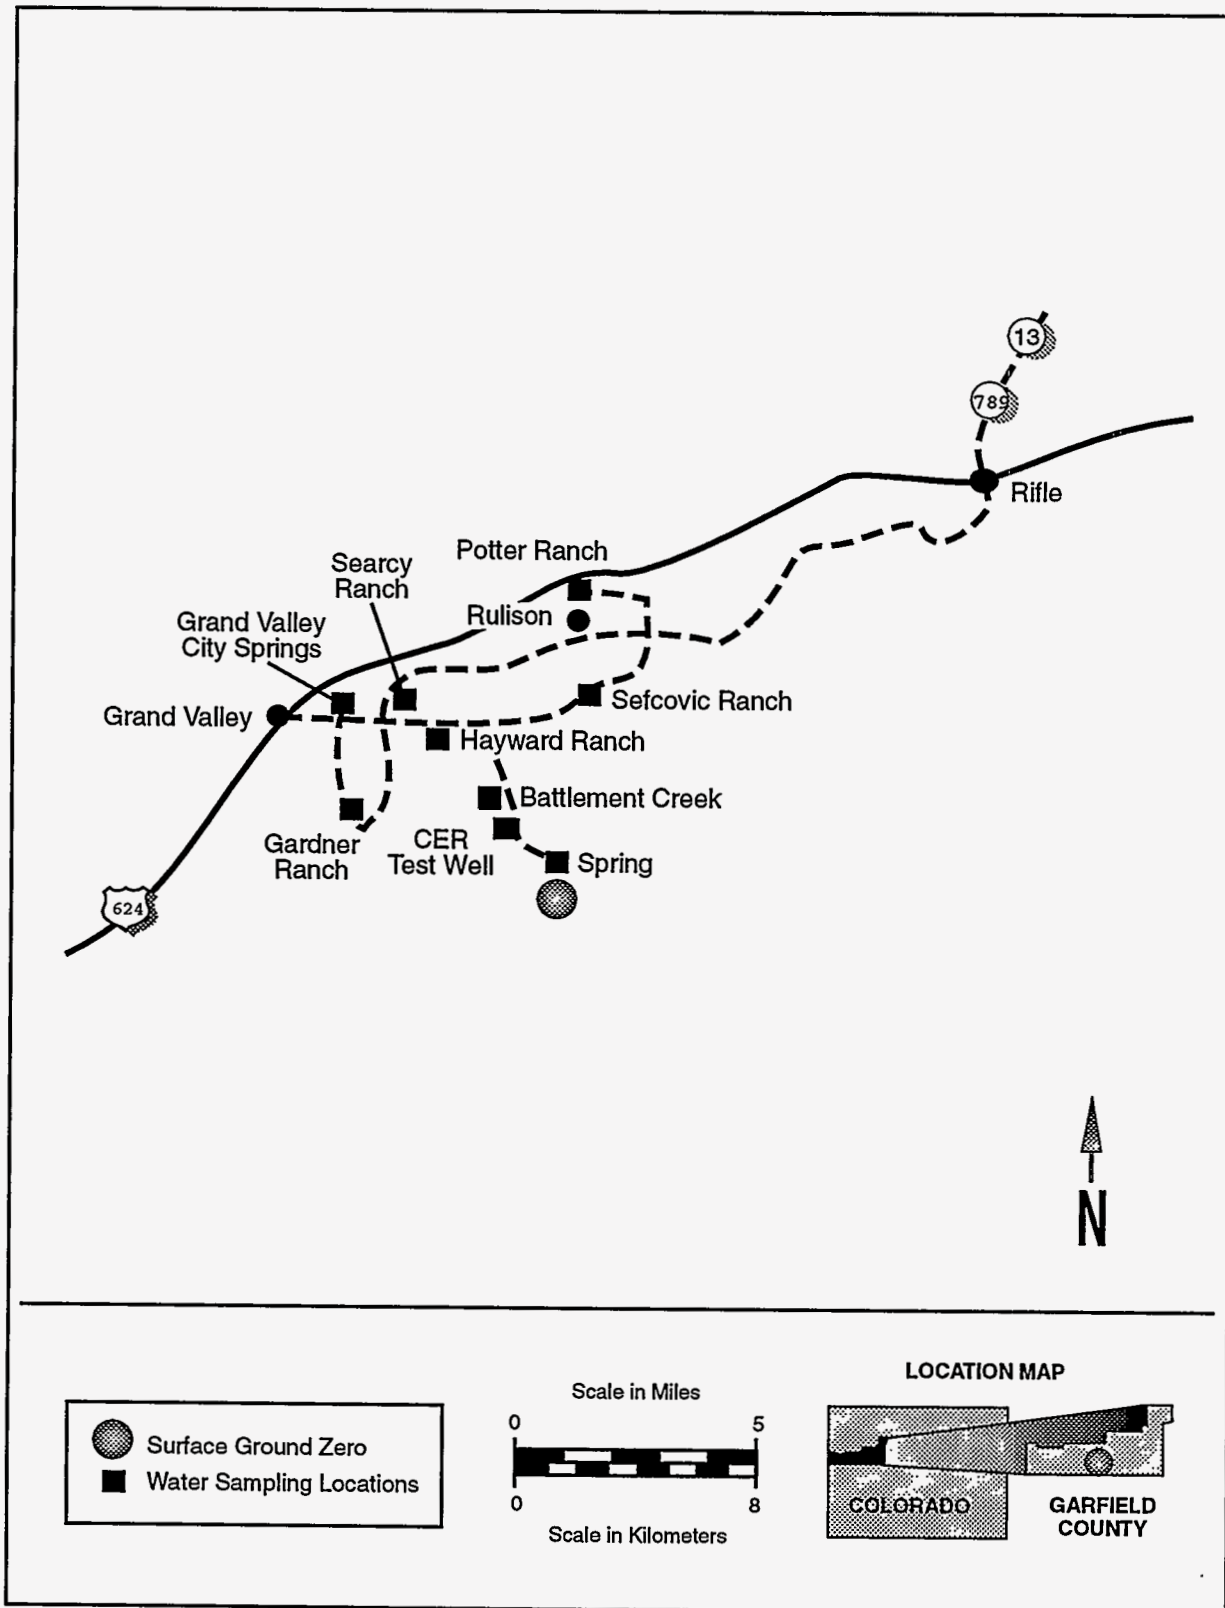 13
789
Rifle
Potter Ranch
Searcy
Ranch
Rulison
Grand Valley
City Springs
Grand Valley
Sefcovic Ranch
Hayward Ranch
Battlement Creek
Gardner
Ranch
CER
Test Well
Spring
624
N
Surface Ground Zero
Water Sampling Locations
Scale in Miles
0 5
0 8
Scale in Kilometers
LOCATION MAP
COLORADO
GARFIELD
COUNTY